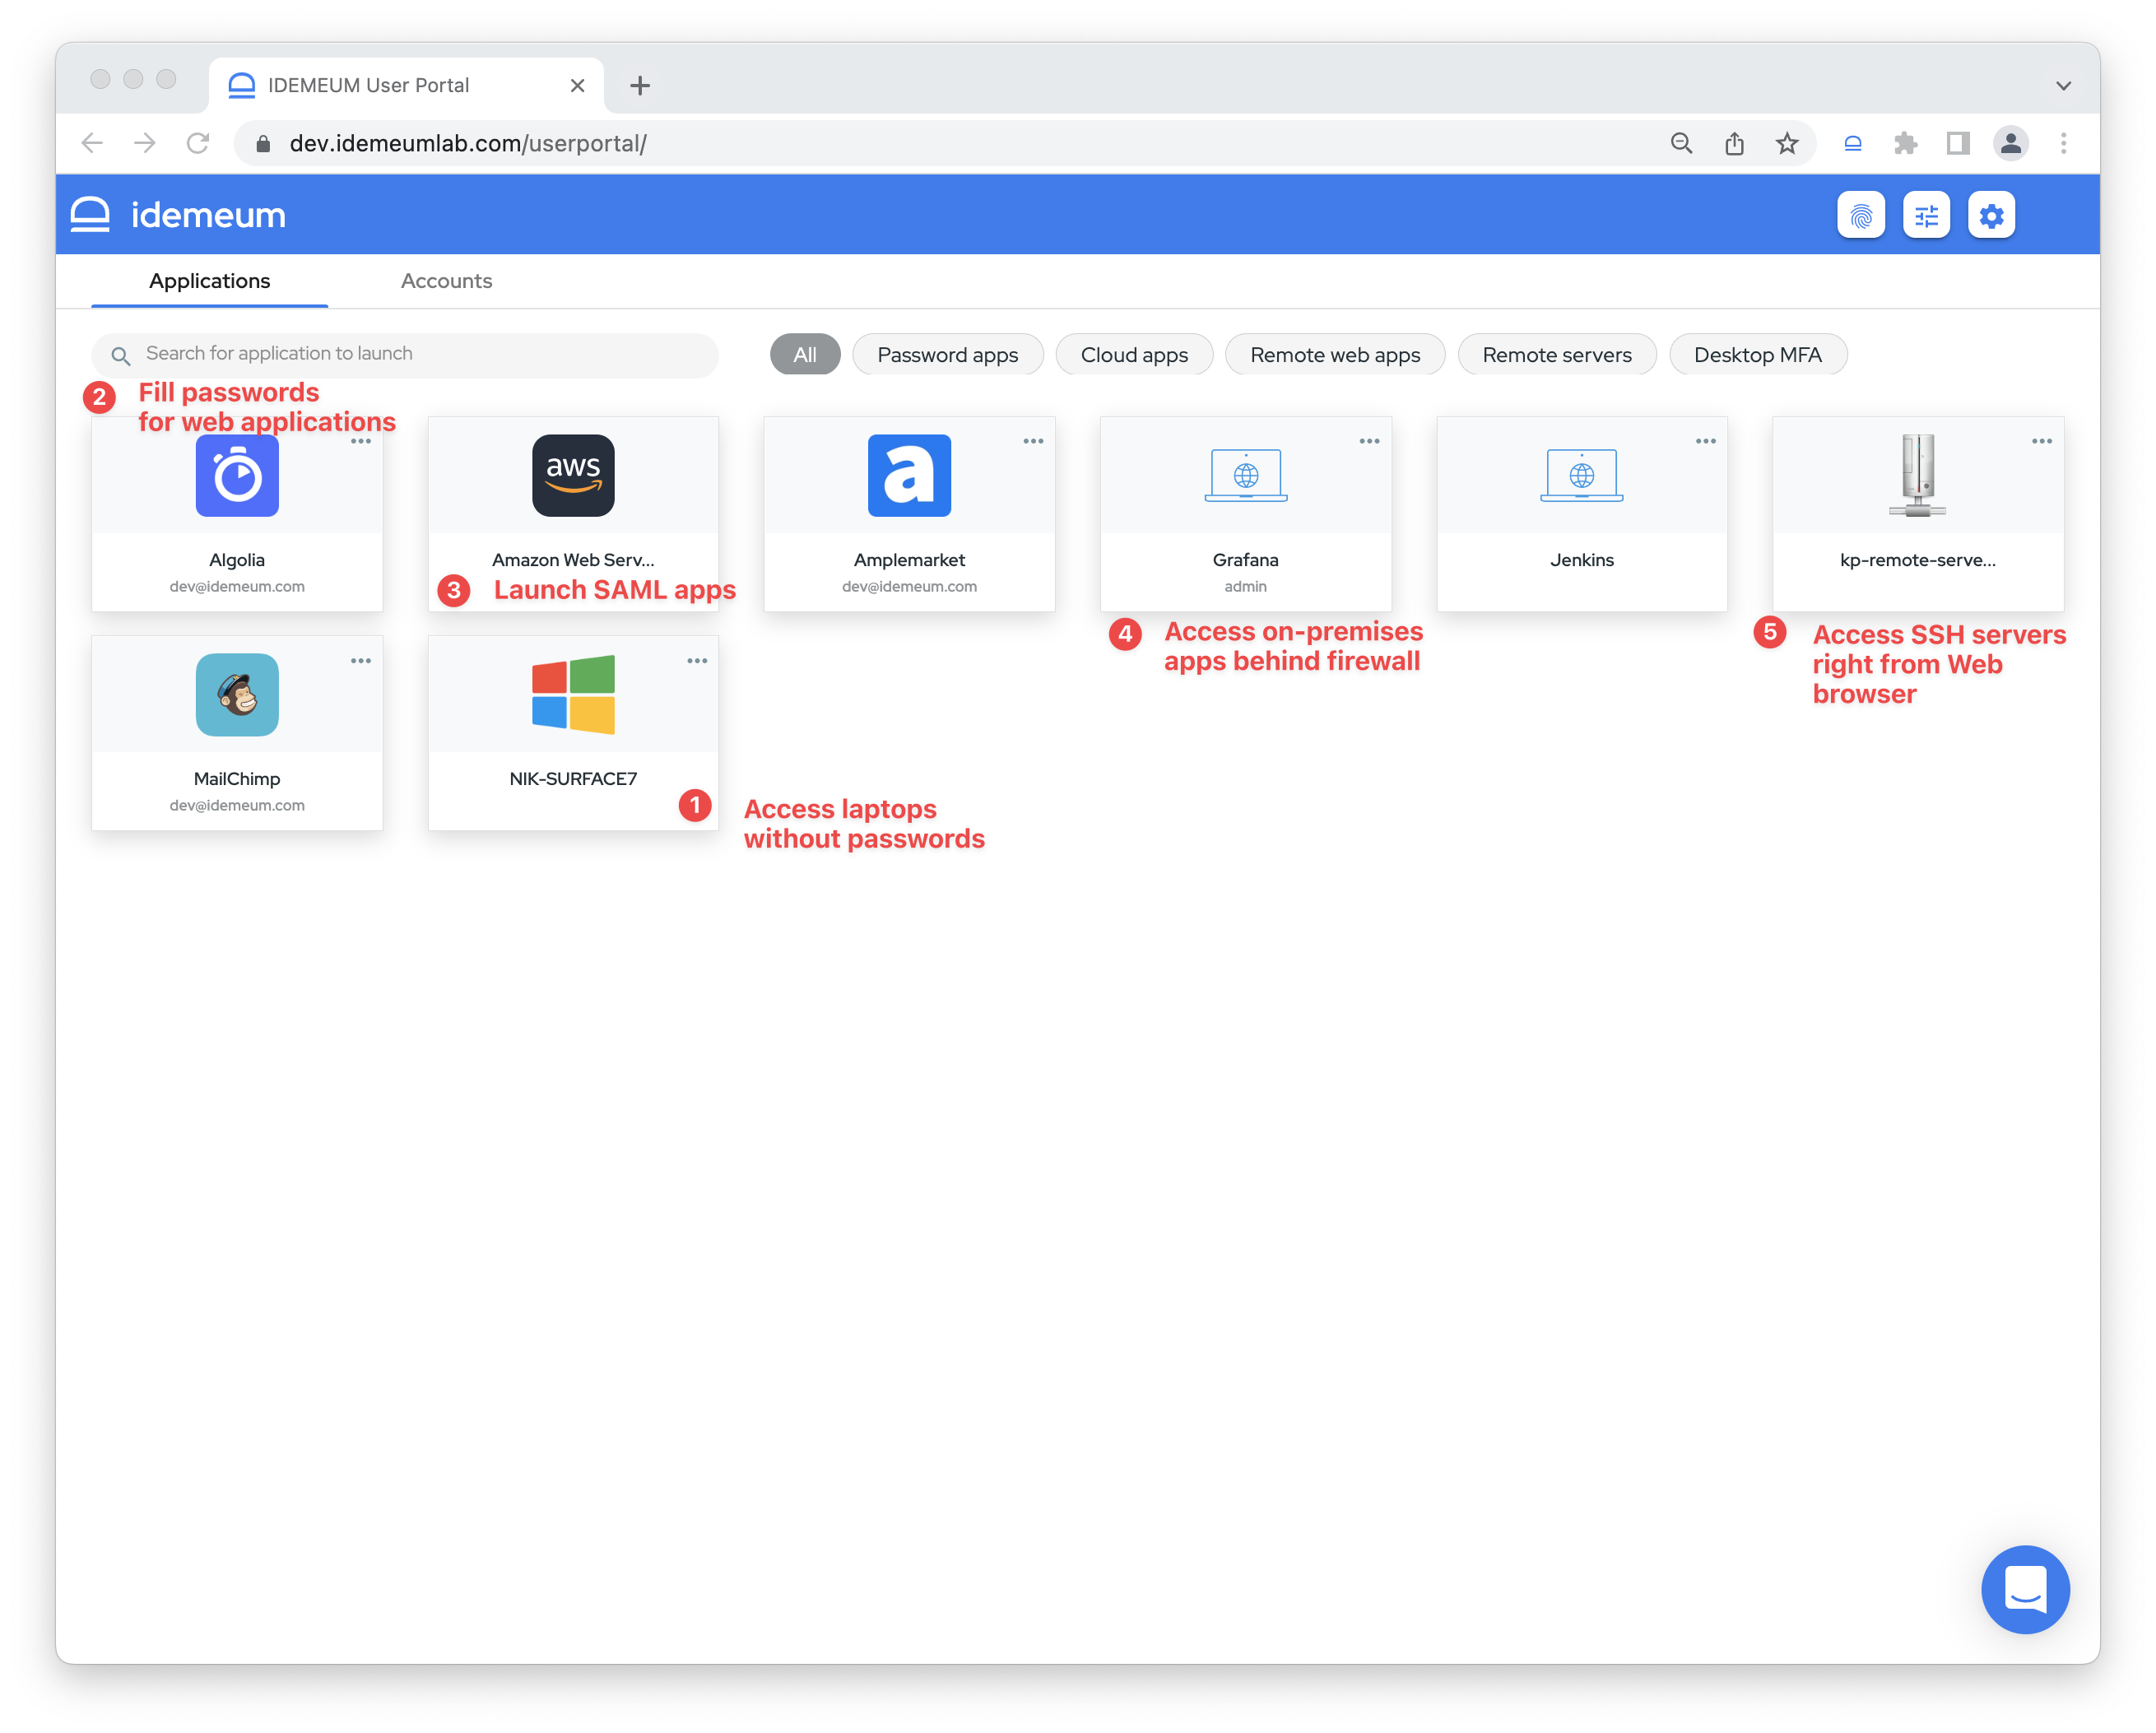 IDEMEUM User Portal
dev.idemeumlab.com/userportal/
idemeum
Applications
Accounts
Search for application to launch
All
Password apps
Cloud apps
Remote web apps
Remote servers
Desktop MFA
2
Fill passwords
for web applications
Algolia
dev@idemeum.com
aws
Amazon Web Serv...
3
Launch SAML apps
a
Amplemarket
dev@idemeum.com
Grafana
admin
4
Access on-premises
apps behind firewall
Jenkins
kp-remote-serve...
5
Access SSH servers
right from Web
browser
MailChimp
dev@idemeum.com
NIK-SURFACE7
1
Access laptops
without passwords